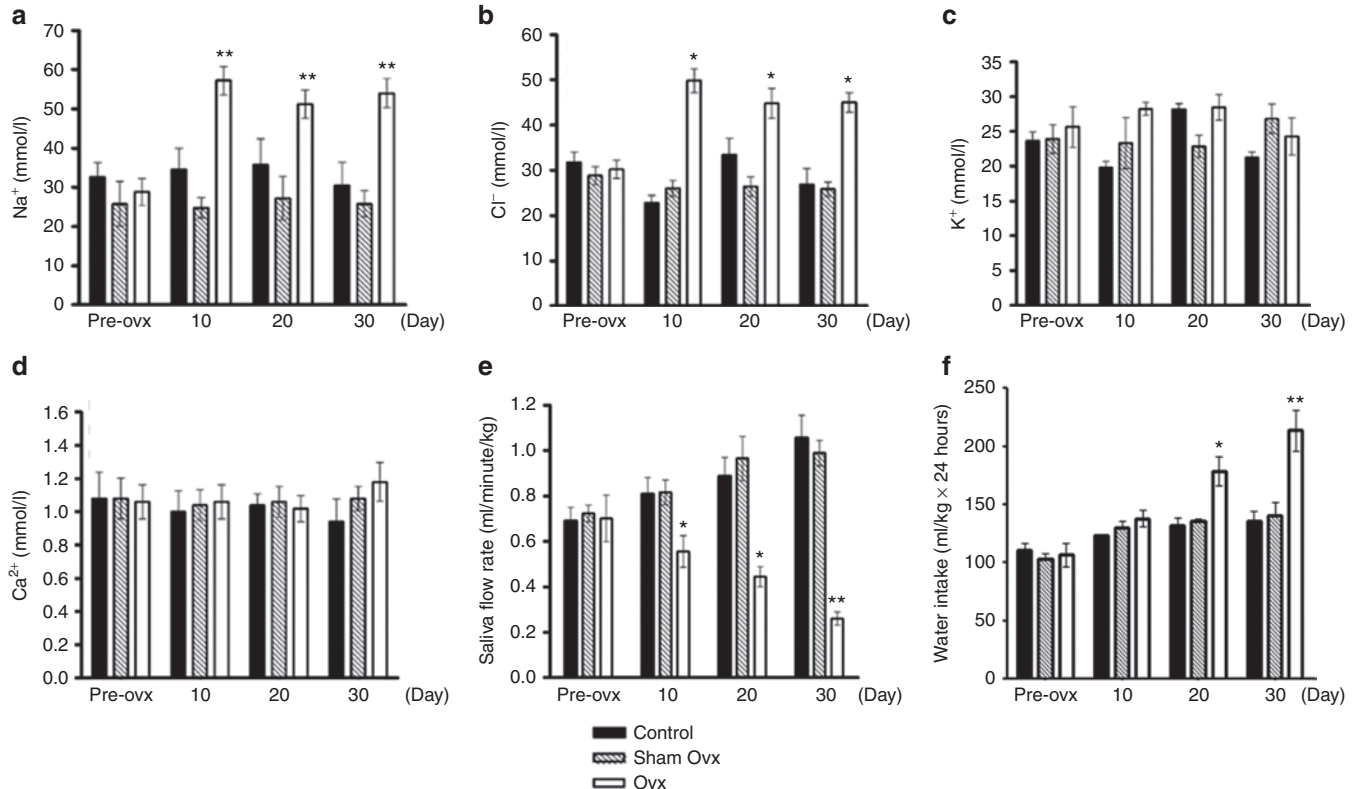 a
Na⁺ (mmol/l)
70
60
50
40
30
20
10
0
**
**
**
Pre-ovx 10 20 30 (Day)
b
Cl⁻ (mmol/l)
60
50
40
30
20
10
0
*
*
*
Pre-ovx 10 20 30 (Day)
c
K⁺ (mmol/l)
35
30
25
20
15
10
5
0
Pre-ovx 10 20 30 (Day)
d
Ca²⁺ (mmol/l)
1.6
1.4
1.2
1.0
0.8
0.6
0.4
0.2
0.0
Pre-ovx 10 20 30 (Day)
e
Saliva flow rate (ml/minute/kg)
1.2
1.0
0.8
0.6
0.4
0.2
0.0
*
*
**
Pre-ovx 10 20 30 (Day)
f
Water intake (ml/kg × 24 hours)
250
200
150
100
50
0
*
**
Pre-ovx 10 20 30 (Day)
Control
Sham Ovx
Ovx